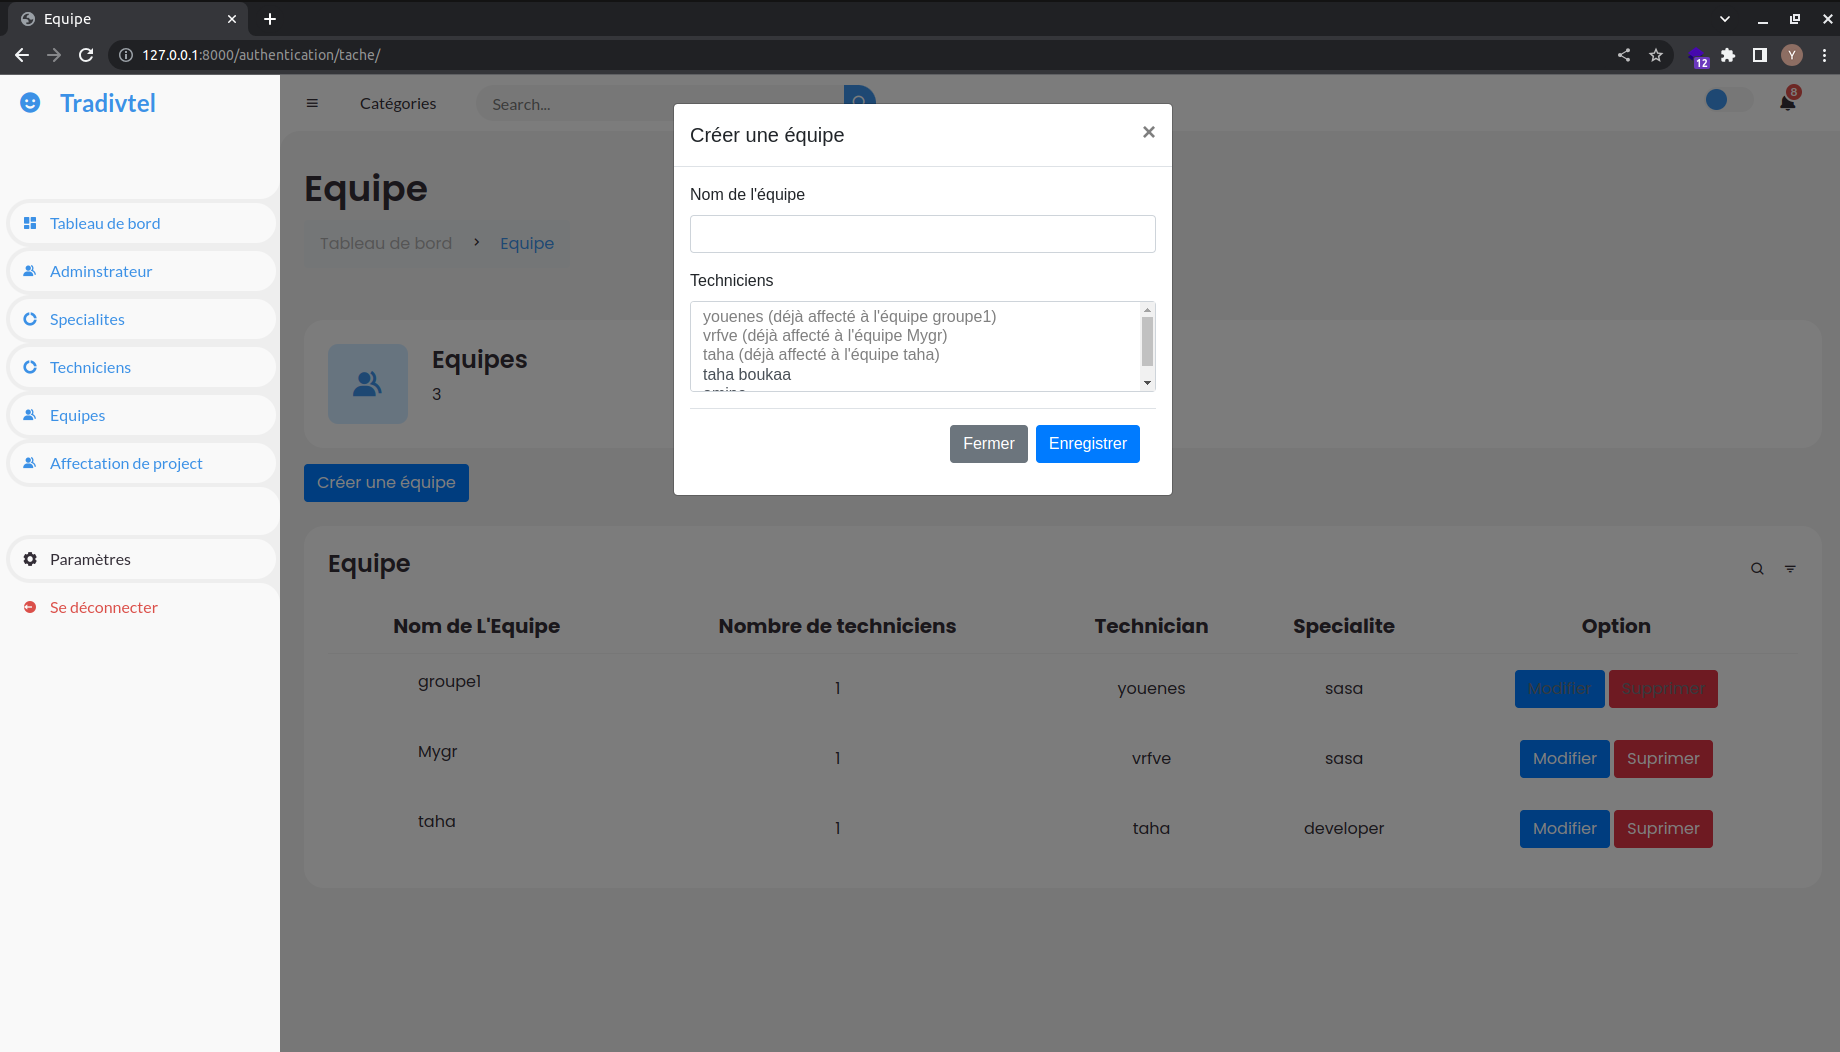 Equipe
127.0.0.1:8000/authentication/tache/
12
Y
Tradivtel
Tableau de bord
Adminstrateur
Specialites
Techniciens
Equipes
Affectation de project
Paramètres
Se déconnecter
Catégories
Search...
8
Equipe
Tableau de bord
Equipe
Equipes
3
Créer une équipe
Créer une équipe
×
Nom de l'équipe
Techniciens
youenes (déjà affecté à l'équipe groupe1)
vrfve (déjà affecté à l'équipe Mygr)
taha (déjà affecté à l'équipe taha)
taha boukaa
Fermer
Enregistrer
Equipe
Nom de L'Equipe Nombre de techniciens Technician Specialite Option
groupe1 1 youenes sasa Modifier Supprimer
Mygr 1 vrfve sasa Modifier Suprimer
taha 1 taha developer Modifier Suprimer